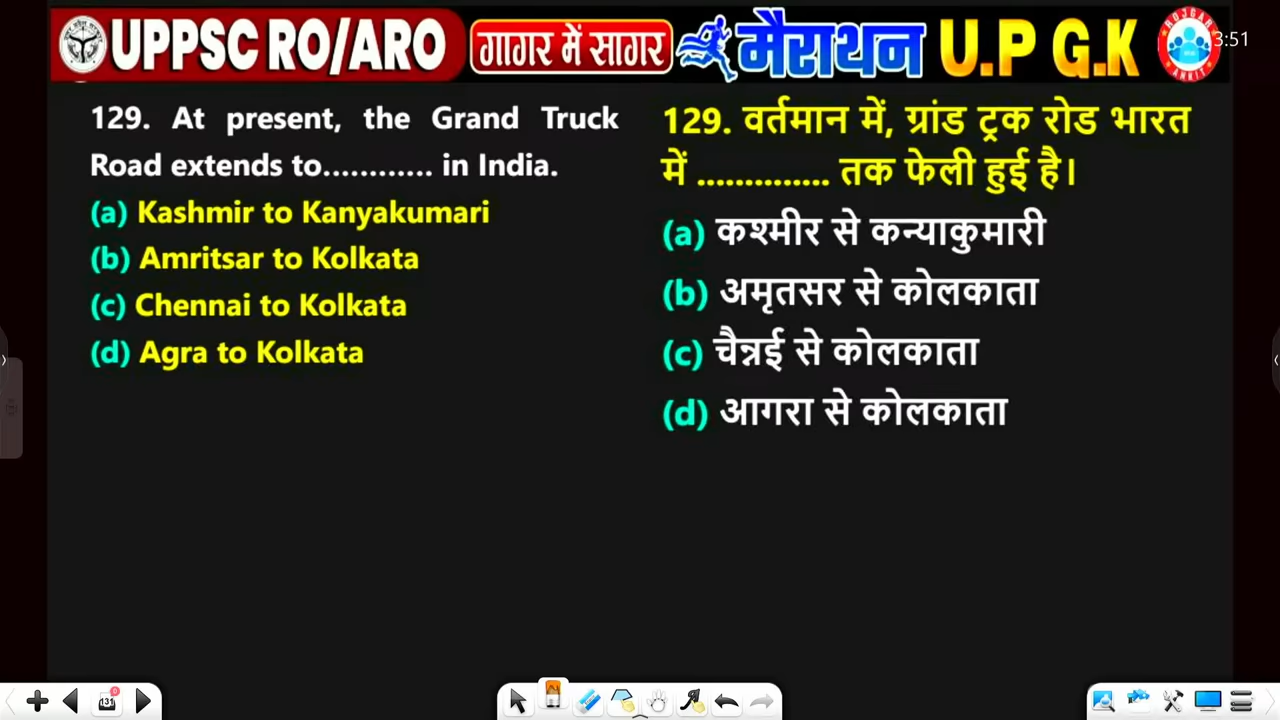 UPPSC RO/ARO गागर में सागर मैराथन U.P G.K
3:51
129. At present, the Grand Truck
Road extends to............ in India.
(a) Kashmir to Kanyakumari
(b) Amritsar to Kolkata
(c) Chennai to Kolkata
(d) Agra to Kolkata
129. वर्तमान में, ग्रांड ट्रक रोड भारत
में .............. तक फेली हुई है।
(a) कश्मीर से कन्याकुमारी
(b) अमृतसर से कोलकाता
(c) चैन्नई से कोलकाता
(d) आगरा से कोलकाता
131
0